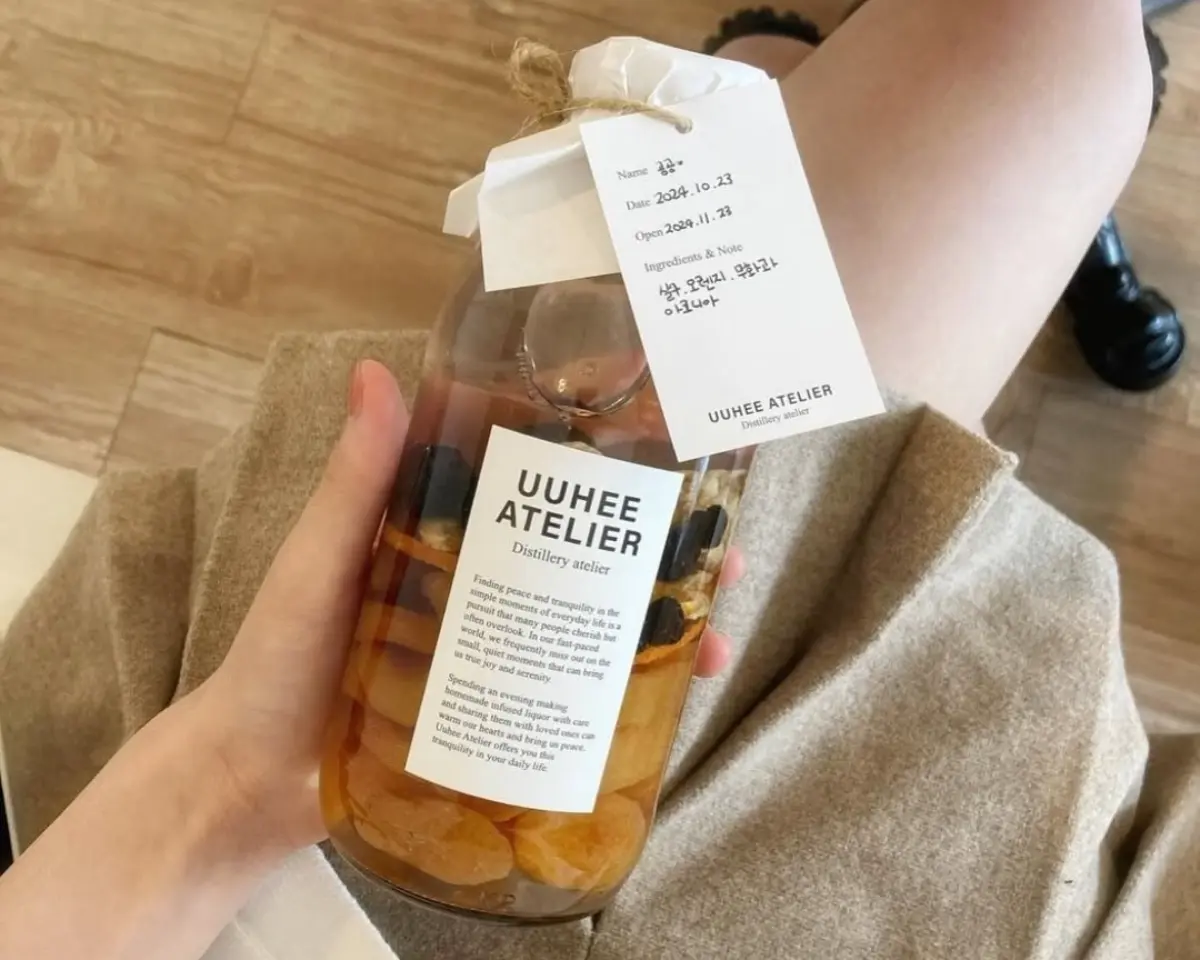 Name 공공
Date 2024.10.23
Open 2024.11.23
Ingredients & Note
살구. 오렌지. 무화과
아로니아
UUHEE ATELIER
Distillery atelier
UUHEE
ATELIER
Distillery atelier
Finding peace and tranquility in the
simple moments of everyday life is a
pursuit that many people cherish but
often overlook. In our fast-paced
world, we frequently miss out on the
small, quiet moments that can bring
us true joy and serenity.
Spending an evening making
homemade infused liquor with care
and sharing them with loved ones can
warm our hearts and bring us peace.
Uuhee Atelier offers you this
tranquility in your daily life.